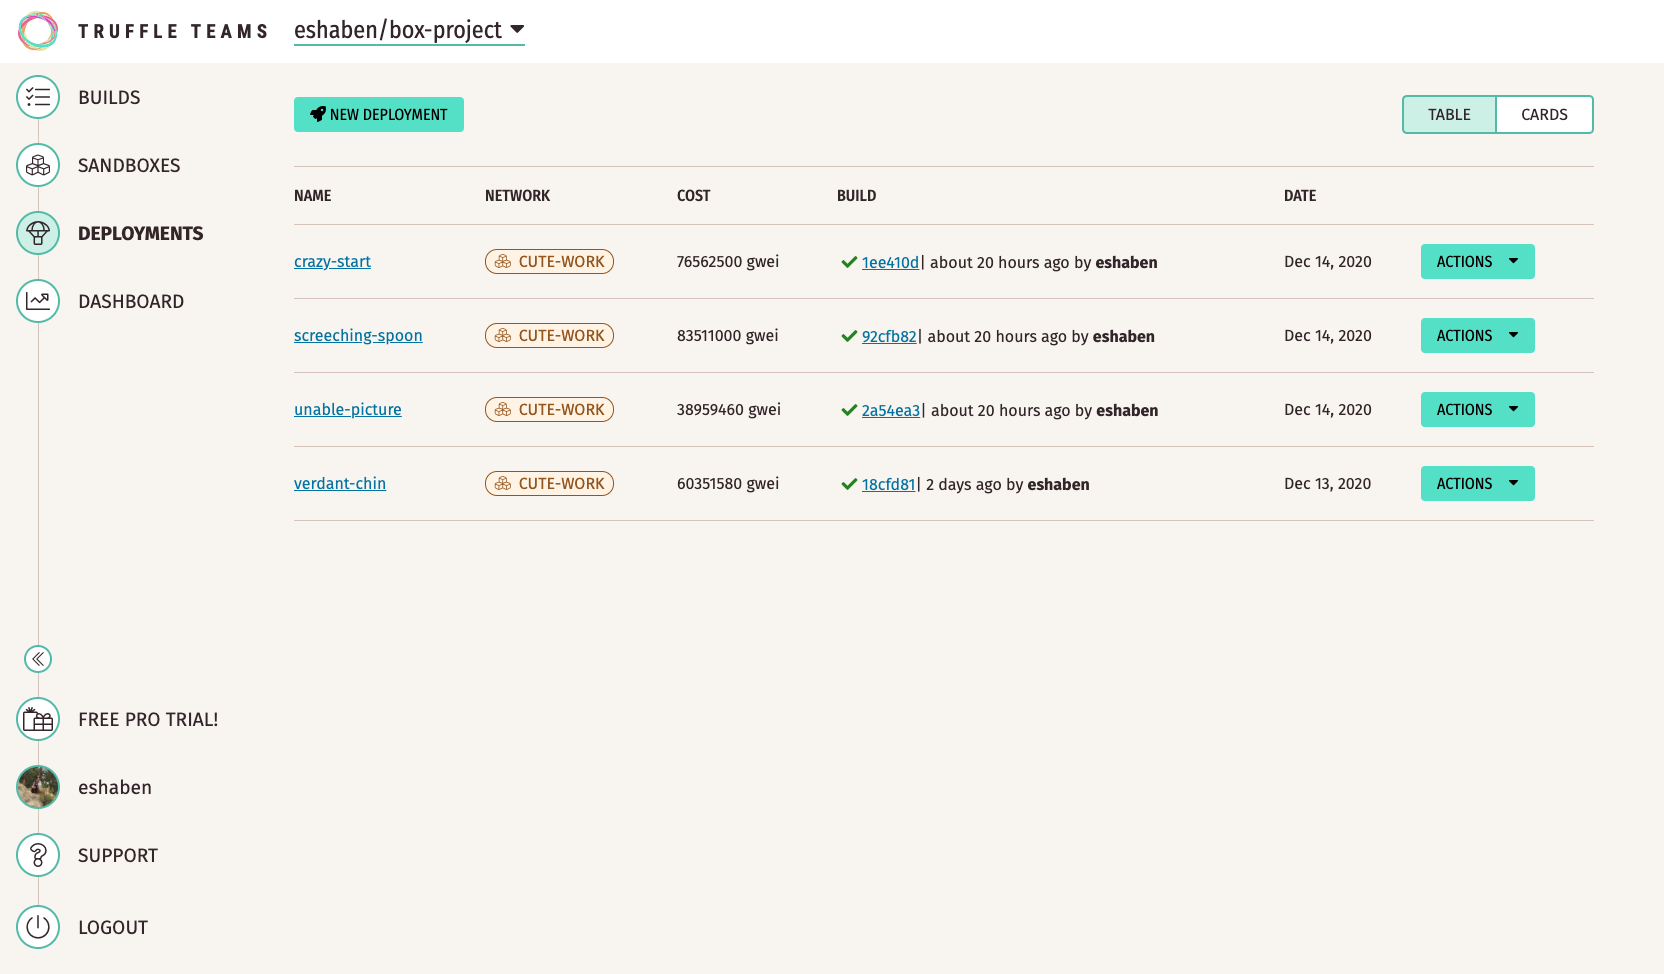 TRUFFLE TEAMS eshaben/box-project
BUILDS
SANDBOXES
DEPLOYMENTS
DASHBOARD
FREE PRO TRIAL!
eshaben
SUPPORT
LOGOUT
NEW DEPLOYMENT TABLE CARDS
NAME NETWORK COST BUILD DATE
crazy-start CUTE-WORK 76562500 gwei 1ee410d| about 20 hours ago by eshaben Dec 14, 2020 ACTIONS
screeching-spoon CUTE-WORK 83511000 gwei 92cfb82| about 20 hours ago by eshaben Dec 14, 2020 ACTIONS
unable-picture CUTE-WORK 38959460 gwei 2a54ea3| about 20 hours ago by eshaben Dec 14, 2020 ACTIONS
verdant-chin CUTE-WORK 60351580 gwei 18cfd81| 2 days ago by eshaben Dec 13, 2020 ACTIONS